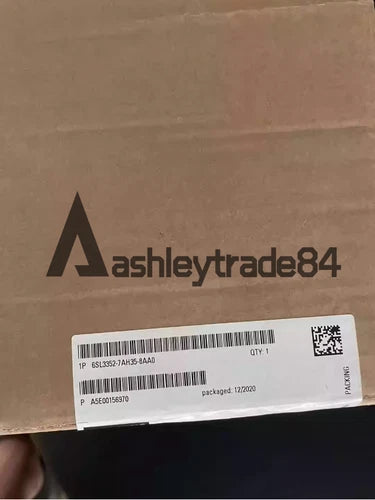 Aashleytrade84
1P 6SL3352-7AH35-8AA0 QTY: 1
P A5E00156970
packaged: 12/2020
PACKING